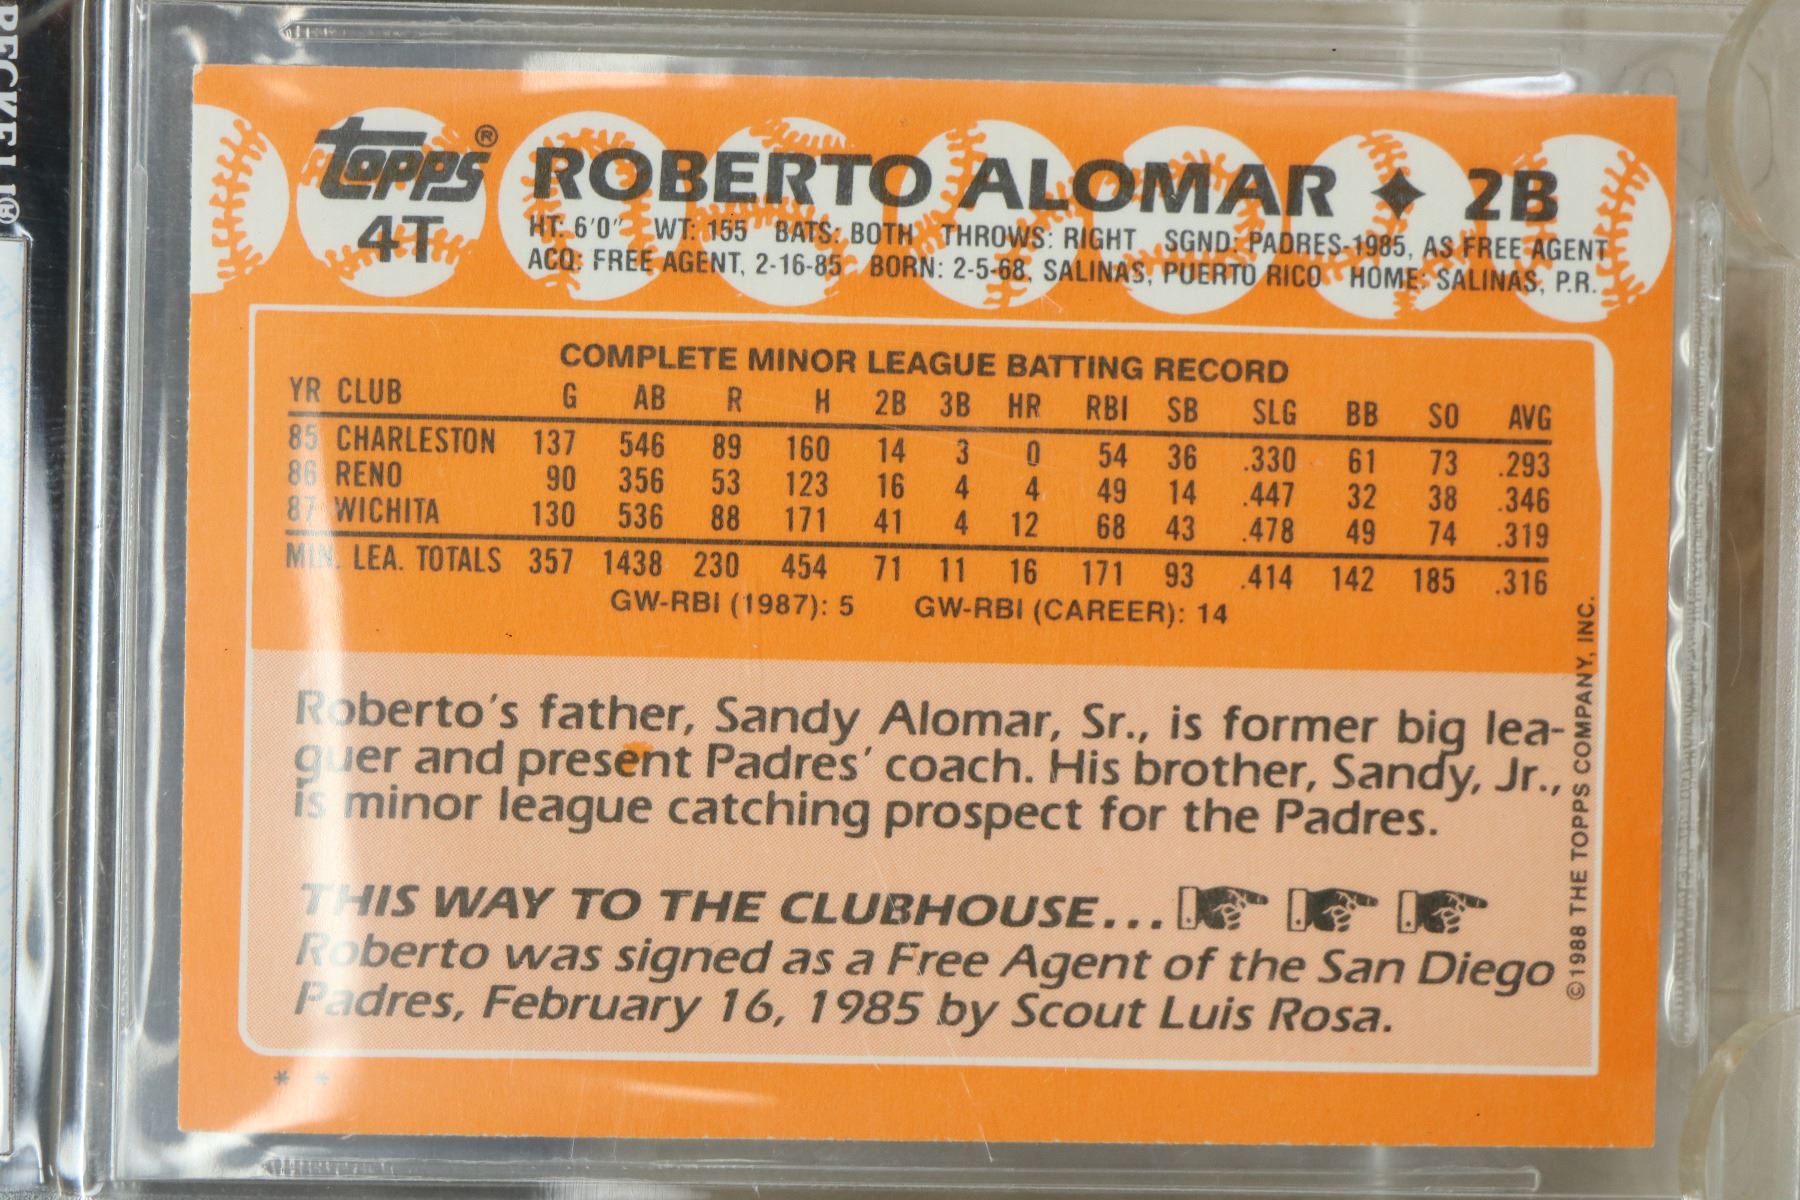 BECKETT®
topps®
4T
ROBERTO ALOMAR ♦ 2B
HT: 6'0" WT: 155 BATS: BOTH THROWS: RIGHT SGND: PADRES-1985, AS FREE AGENT
ACQ: FREE AGENT, 2-16-85 BORN: 2-5-68, SALINAS, PUERTO RICO HOME: SALINAS, P.R.
COMPLETE MINOR LEAGUE BATTING RECORD
YR CLUB G AB R H 2B 3B HR RBI SB SLG BB SO AVG
85 CHARLESTON 137 546 89 160 14 3 0 54 36 .330 61 73 .293
86 RENO 90 356 53 123 16 4 4 49 14 .447 32 38 .346
87 WICHITA 130 536 88 171 41 4 12 68 43 .478 49 74 .319
MIN. LEA. TOTALS 357 1438 230 454 71 11 16 171 93 .414 142 185 .316
GW-RBI (1987): 5 GW-RBI (CAREER): 14
Roberto's father, Sandy Alomar, Sr., is former big lea-
guer and present Padres' coach. His brother, Sandy, Jr.,
is minor league catching prospect for the Padres.
THIS WAY TO THE CLUBHOUSE...
Roberto was signed as a Free Agent of the San Diego
Padres, February 16, 1985 by Scout Luis Rosa.
©1988 THE TOPPS COMPANY, INC.
* *